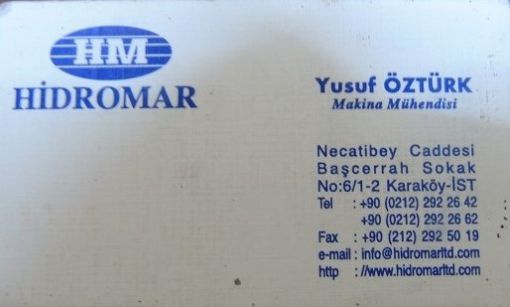 HM
HİDROMAR
Yusuf ÖZTÜRK
Makina Mühendisi
Necatibey Caddesi
Başcerrah Sokak
No:6/1-2 Karaköy-İST
Tel : +90 (0212) 292 26 42
+90 (0212) 292 26 62
Fax : +90 (212) 292 50 19
e-mail : info@hidromarltd.com
http ://www.hidromarltd.com